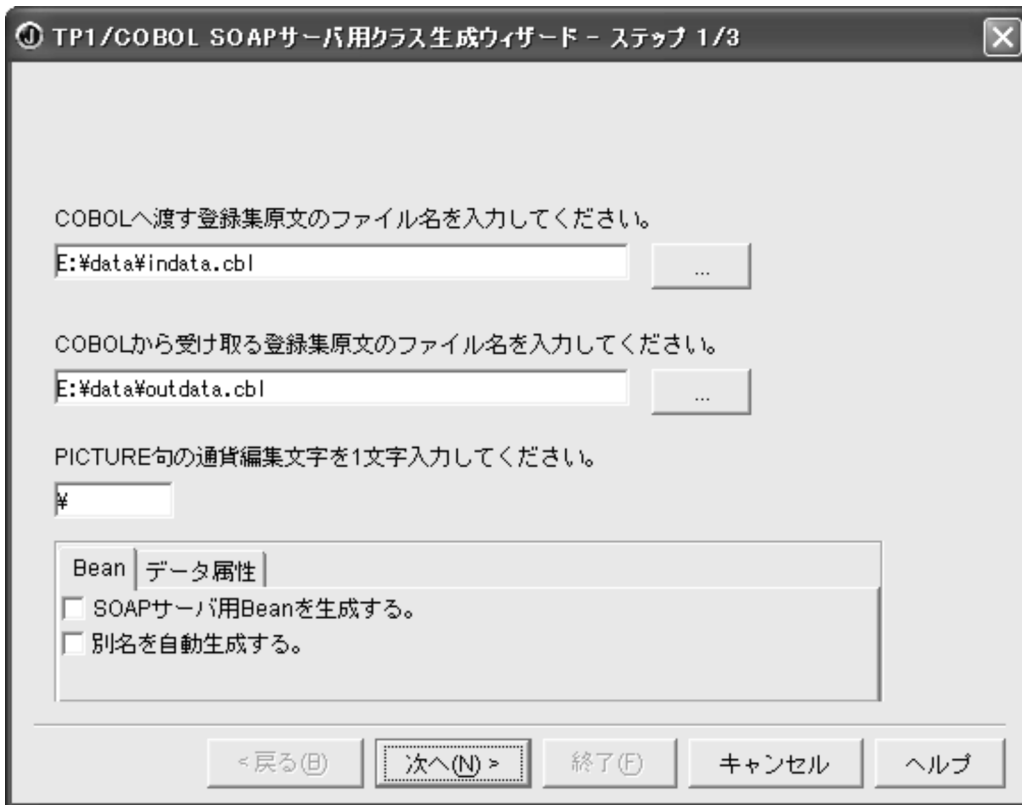 TP1/COBOL SOAPサーバ用クラス生成ウィザード - ステップ 1/3
COBOLへ渡す登録集原文のファイル名を入力してください。
E:¥data¥indata.cbl
...
COBOLから受け取る登録集原文のファイル名を入力してください。
E:¥data¥outdata.cbl
...
PICTURE句の通貨編集文字を1文字入力してください。
¥
Bean データ属性
SOAPサーバ用Beanを生成する。
別名を自動生成する。
<戻る(B) 次へ(N) > 終了(F) キャンセル ヘルプ